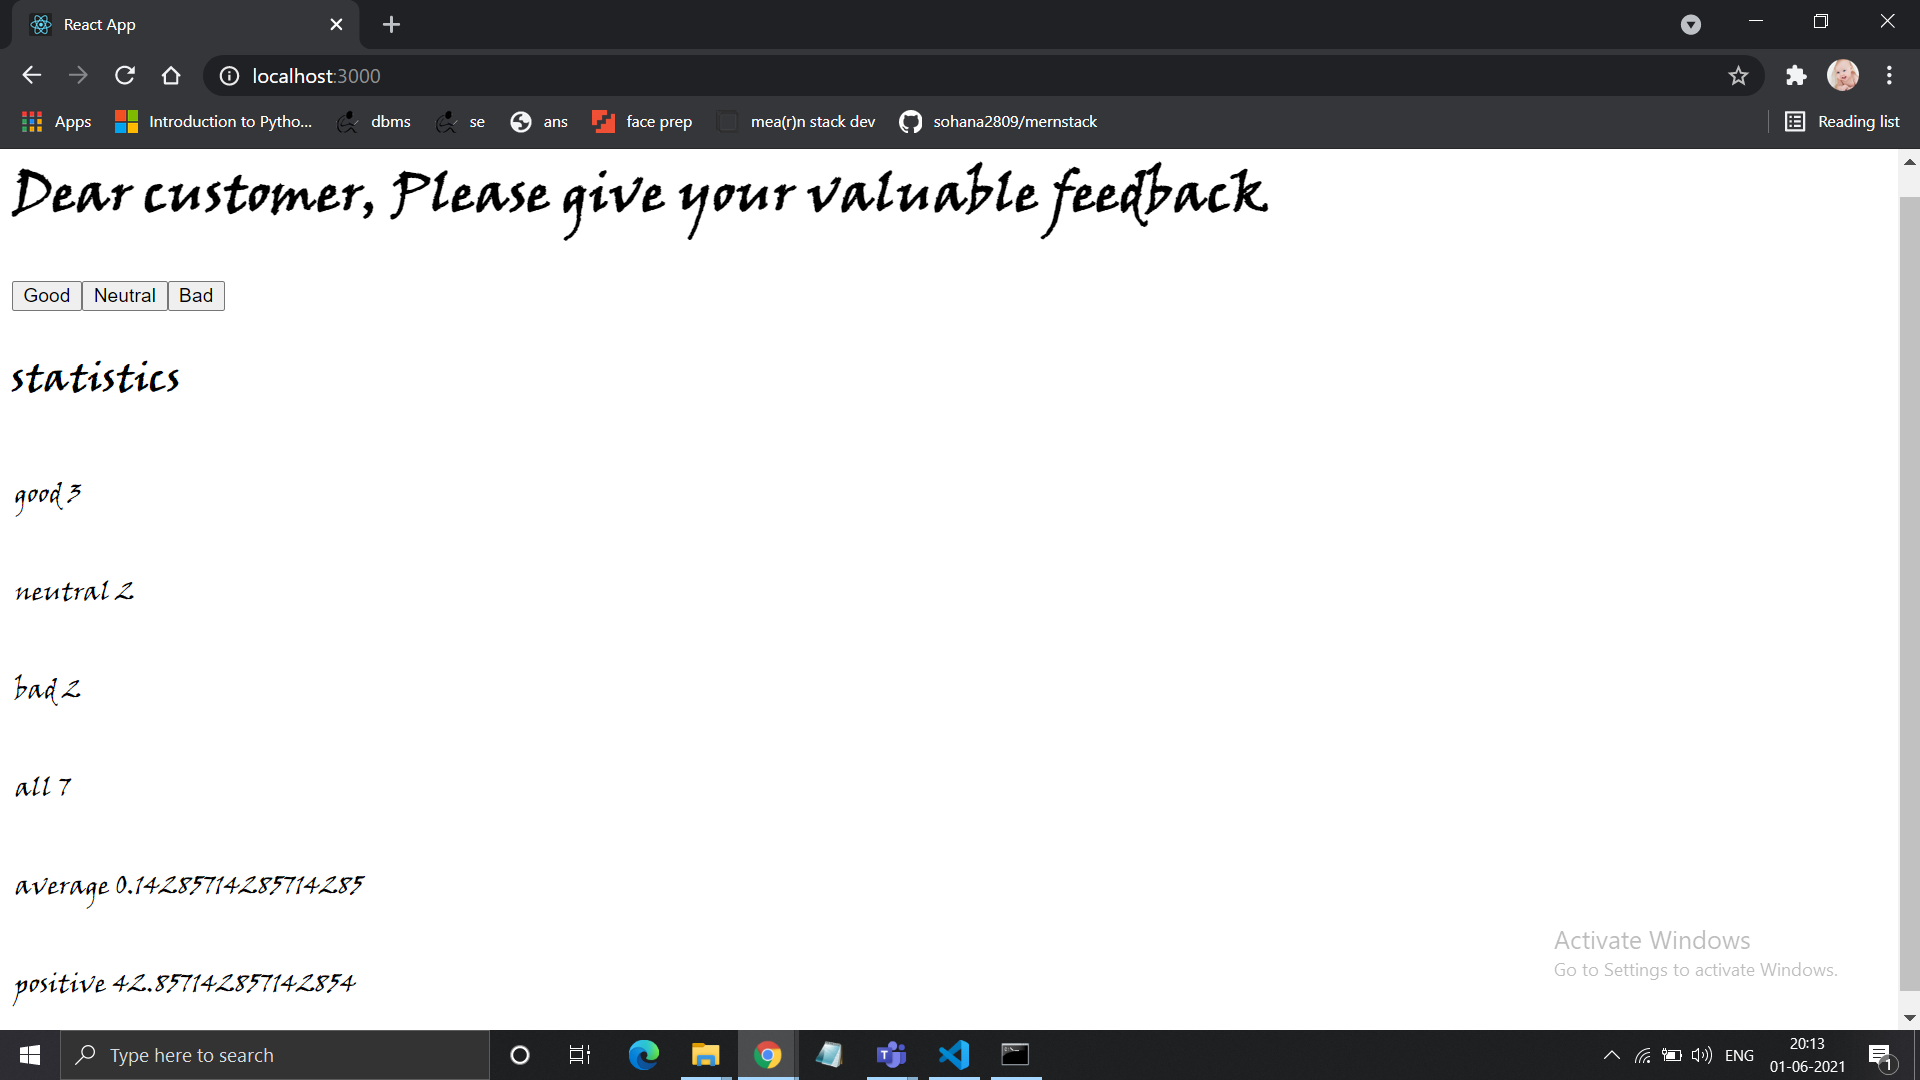 React App
localhost:3000
Apps
Introduction to Pytho...
dbms
se
ans
face prep
mea(r)n stack dev
sohana2809/mernstack
Reading list
Dear customer, Please give your valuable feedback
Good Neutral Bad
statistics
good 3
neutral 2
bad 2
all 7
average 0.14285714285714285
positive 42.857142857142854
Activate Windows
Go to Settings to activate Windows.
Type here to search
ENG
20:13
01-06-2021
1